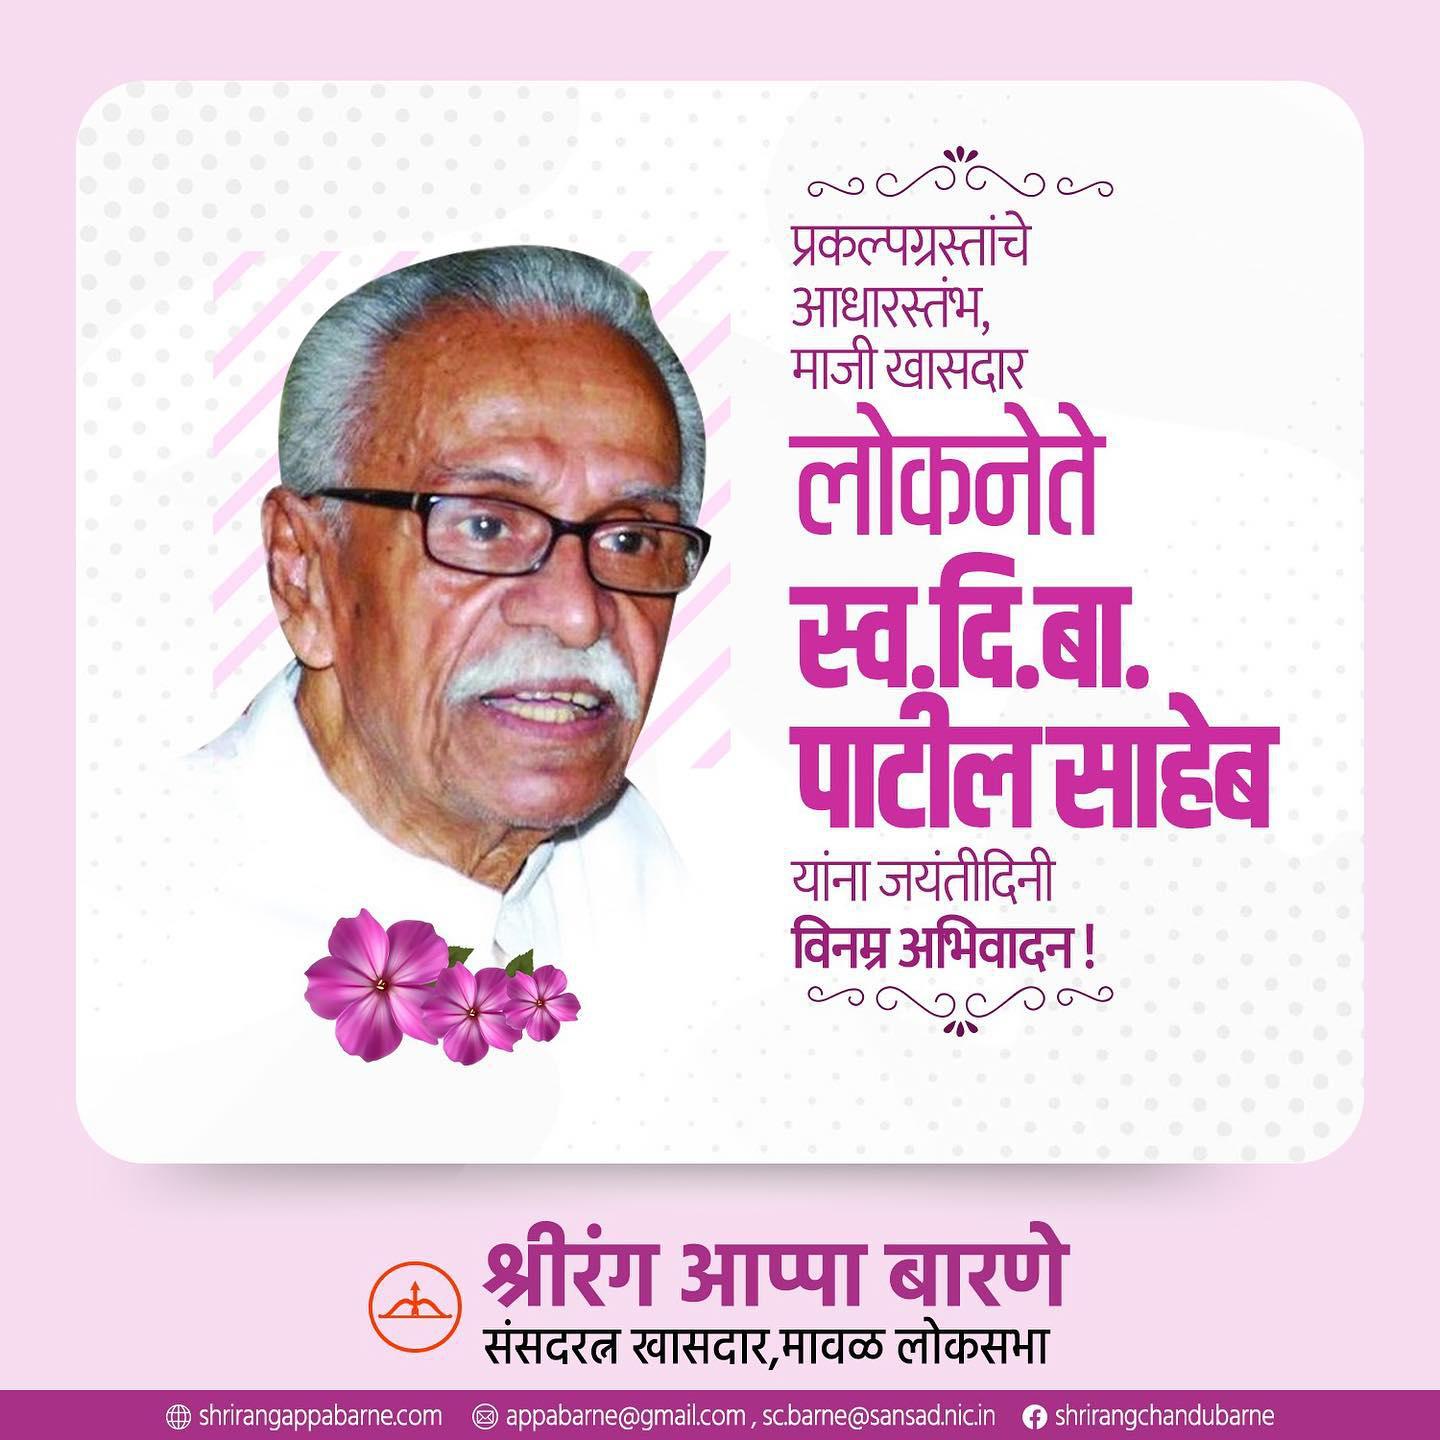 प्रकल्पग्रस्तांचे
आधारस्तंभ,
माजी खासदार
लोकनेते
स्व.दि.बा.
पाटील साहेब
यांना जयंतीदिनी
विनम्र अभिवादन !
श्रीरंग आप्पा बारणे
संसदरत्न खासदार,मावळ लोकसभा
shrirangappabarne.com appabarne@gmail.com , sc.barne@sansad.nic.in shrirangchandubarne